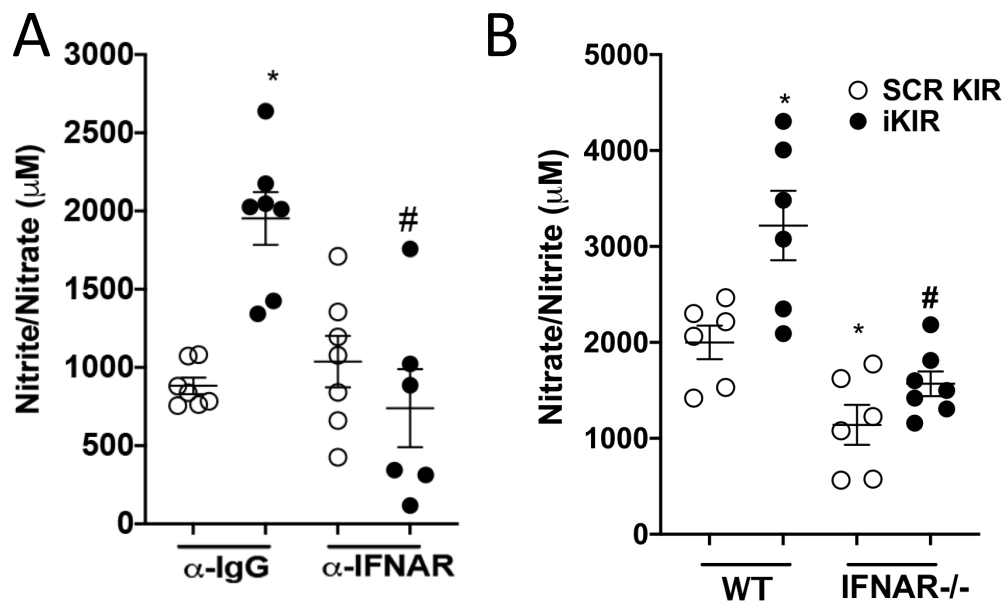 A
Nitrite/Nitrate (μM)
3000
2500
2000
1500
1000
500
0
*
#
α-IgG
α-IFNAR
B
Nitrate/Nitrite (μM)
5000
4000
3000
2000
1000
0
SCR KIR
iKIR
*
*
#
WT
IFNAR-/-